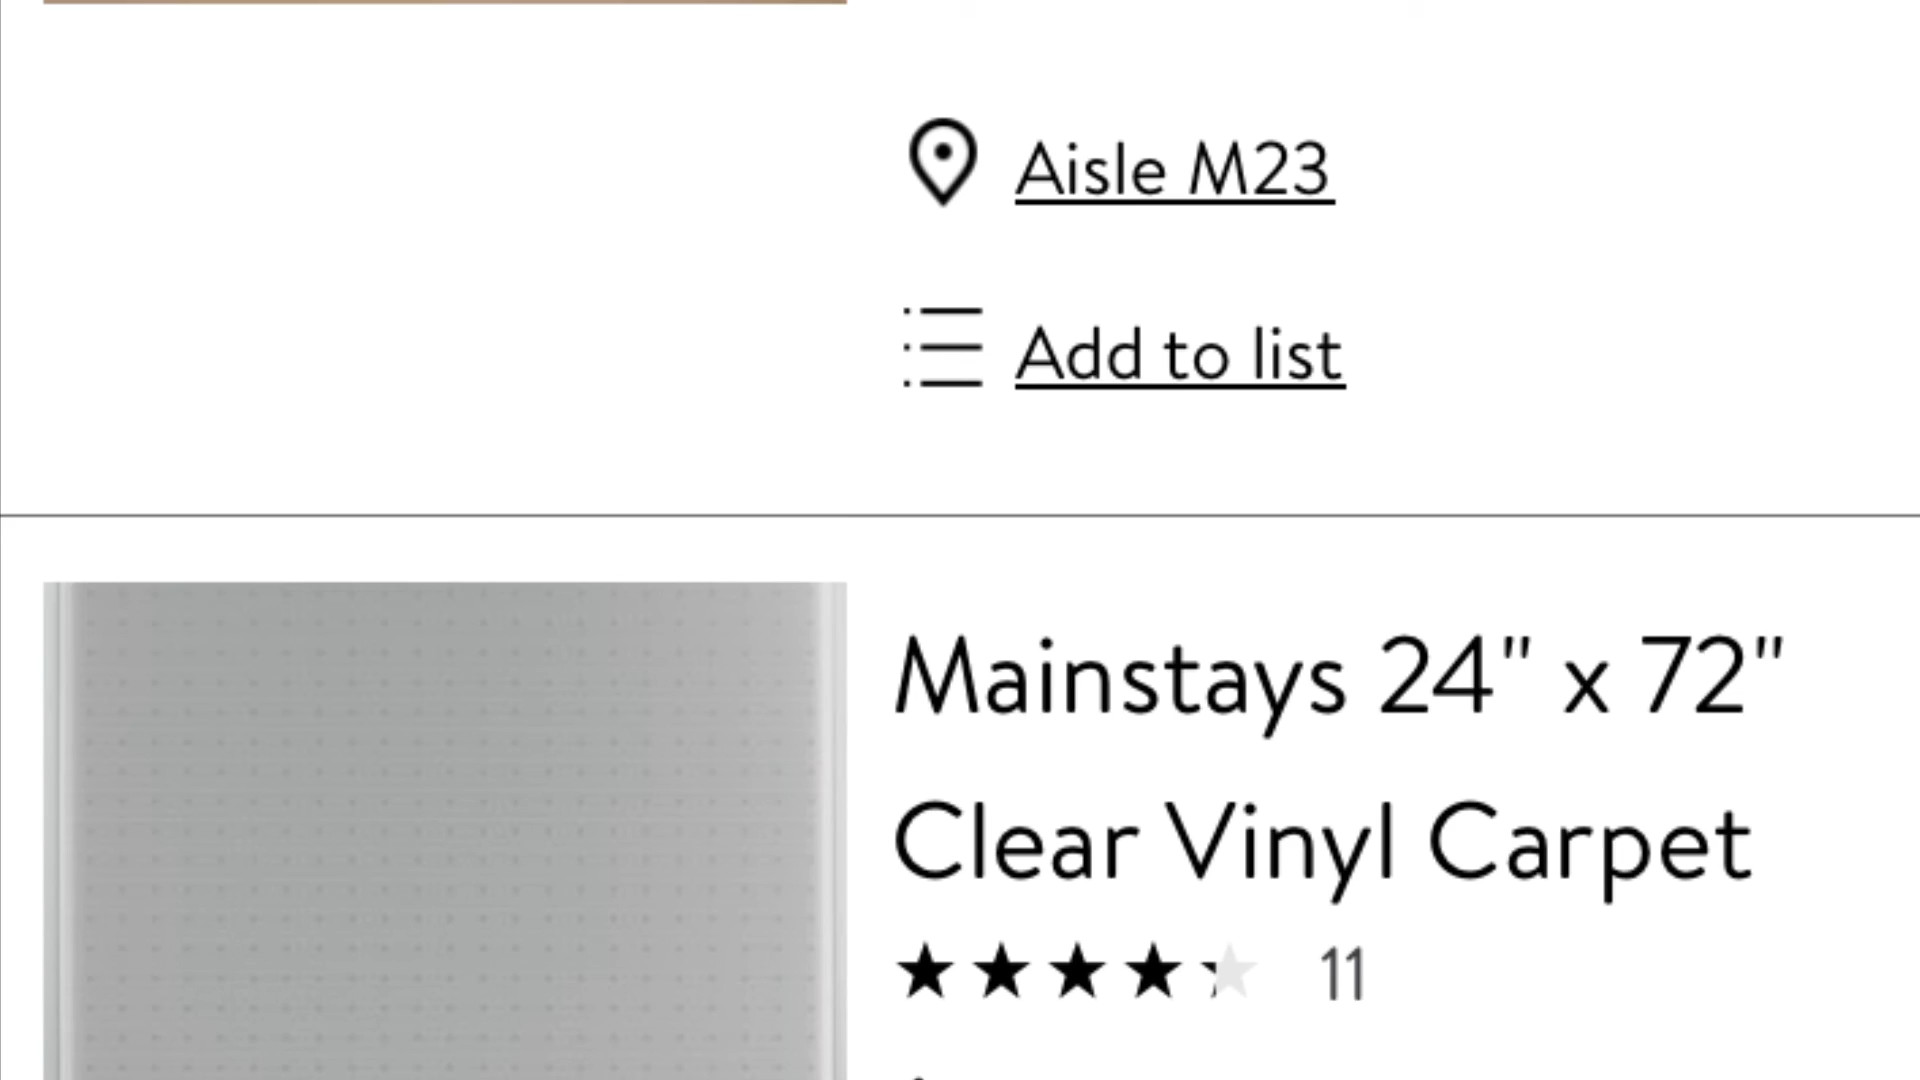 Aisle M23
Add to list
Mainstays 24" x 72"
Clear Vinyl Carpet
11